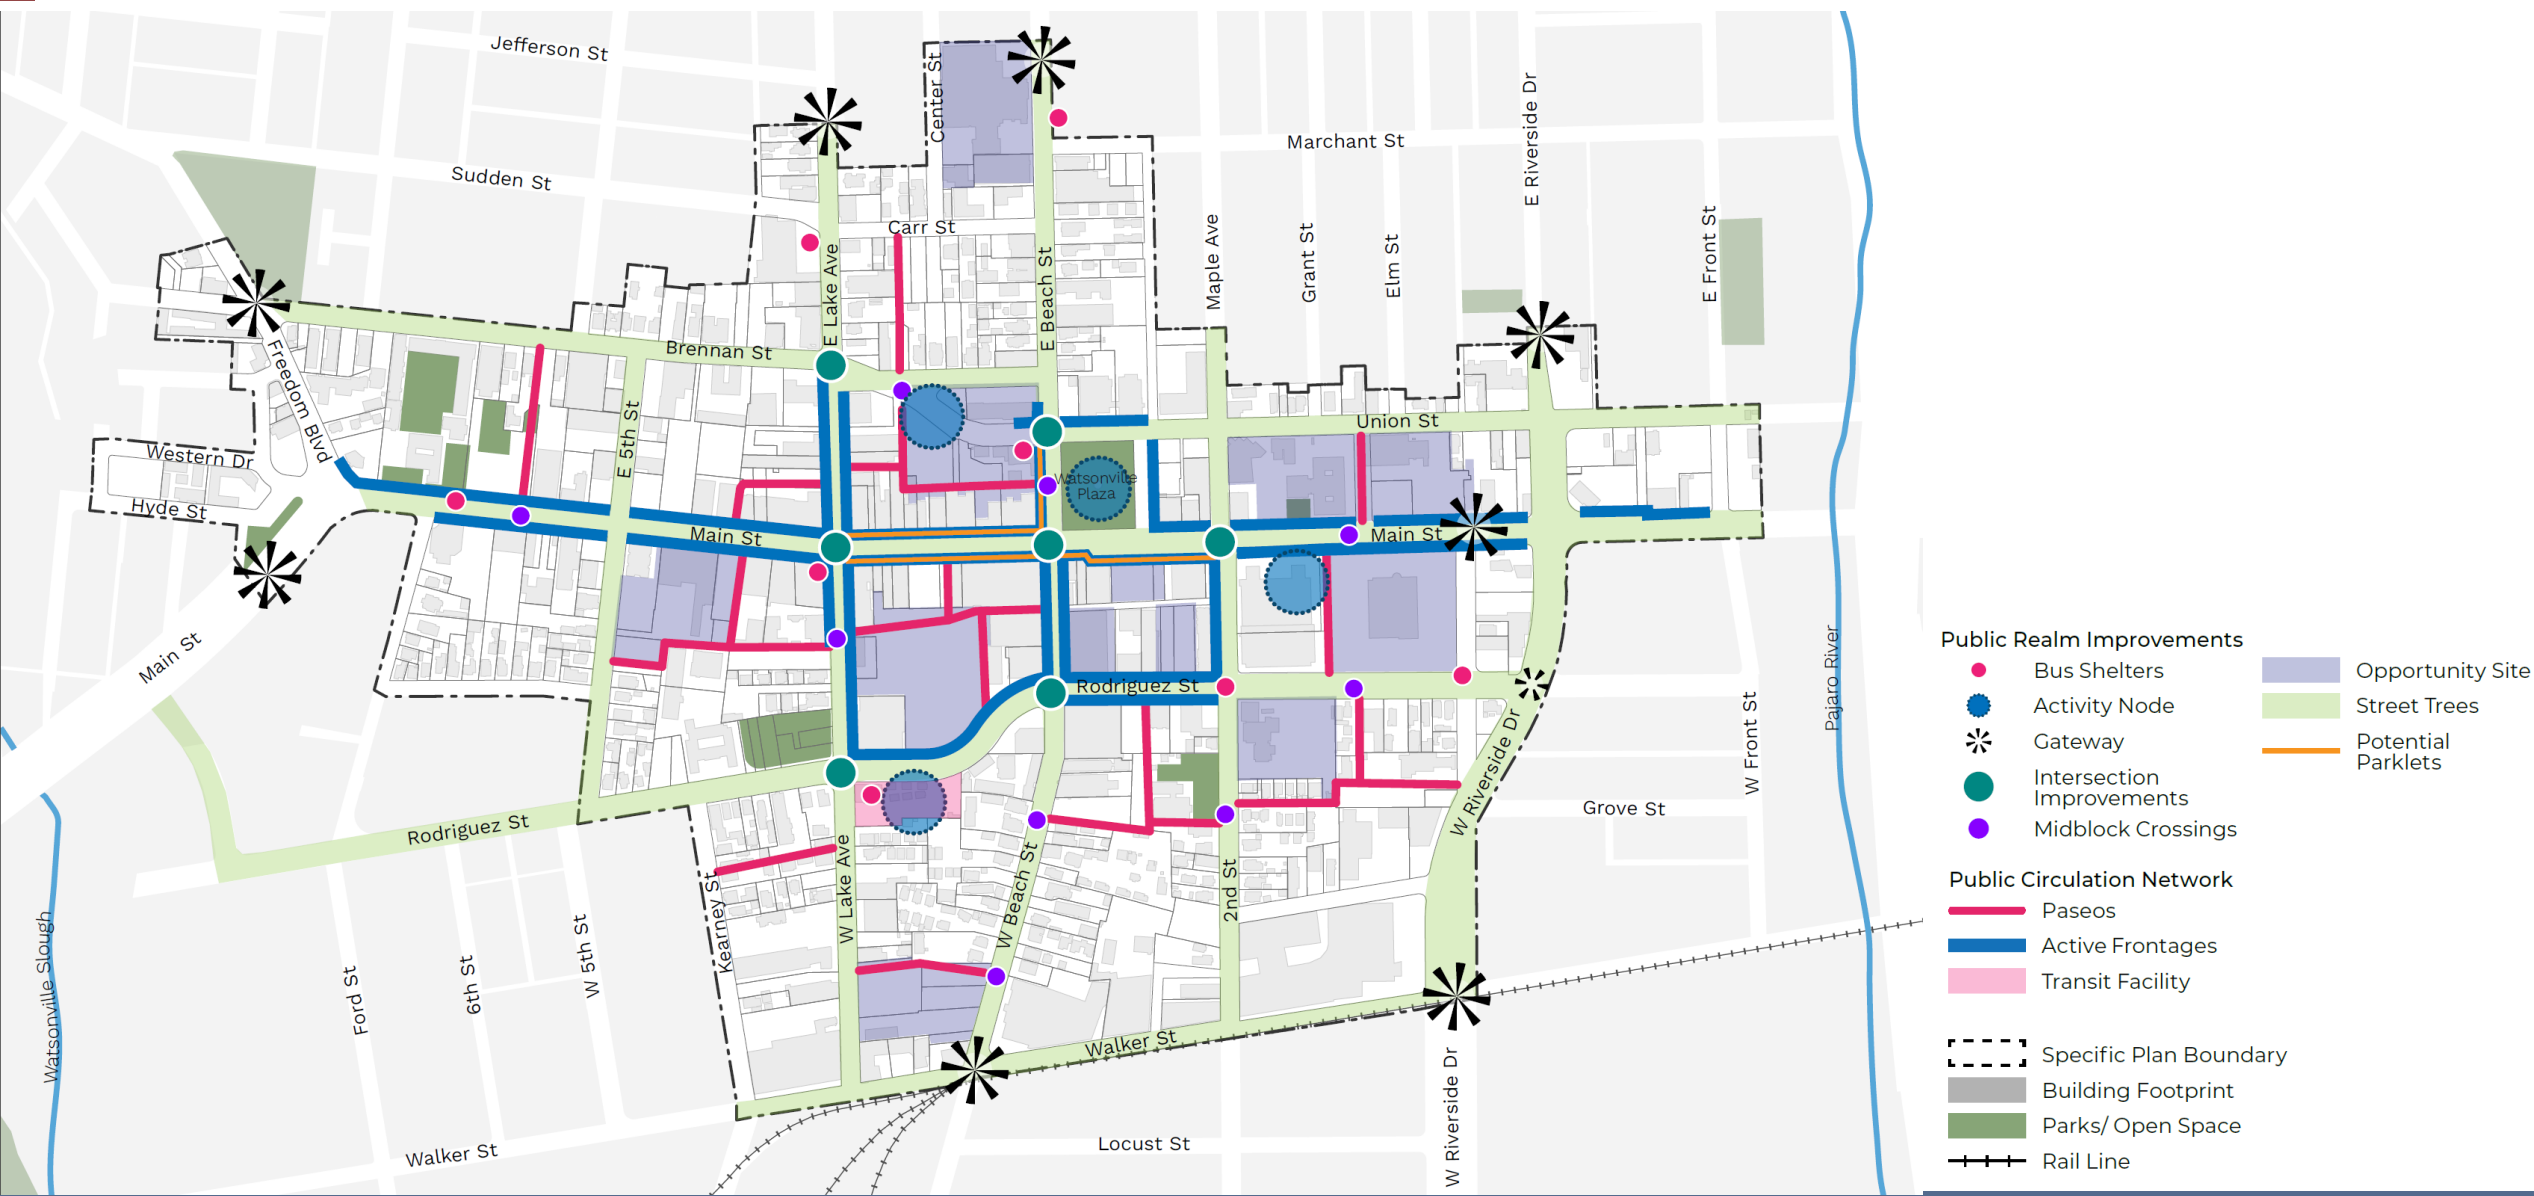 Jefferson St
Center St
Marchant St
E Riverside Dr
Sudden St
Carr St
Maple Ave
Grant St
Elm St
E Front St
E Lake Ave
E Beach St
Brennan St
Freedom Blvd
Union St
E 5th St
Western Dr
Watsonville
Plaza
Hyde St
Main St
Main St
Main St
Rodriguez St
W Riverside Dr
W Front St
Pajaro River
Grove St
Rodriguez St
Kearney St
W Lake Ave
W Beach St
2nd St
Watsonville Slough
Ford St
6th St
W 5th St
Walker St
Walker St
Locust St
W Riverside Dr
Public Realm Improvements
Bus Shelters
Activity Node
Gateway
Intersection
Improvements
Midblock Crossings
Opportunity Site
Street Trees
Potential
Parklets
Public Circulation Network
Paseos
Active Frontages
Transit Facility
Specific Plan Boundary
Building Footprint
Parks/ Open Space
Rail Line